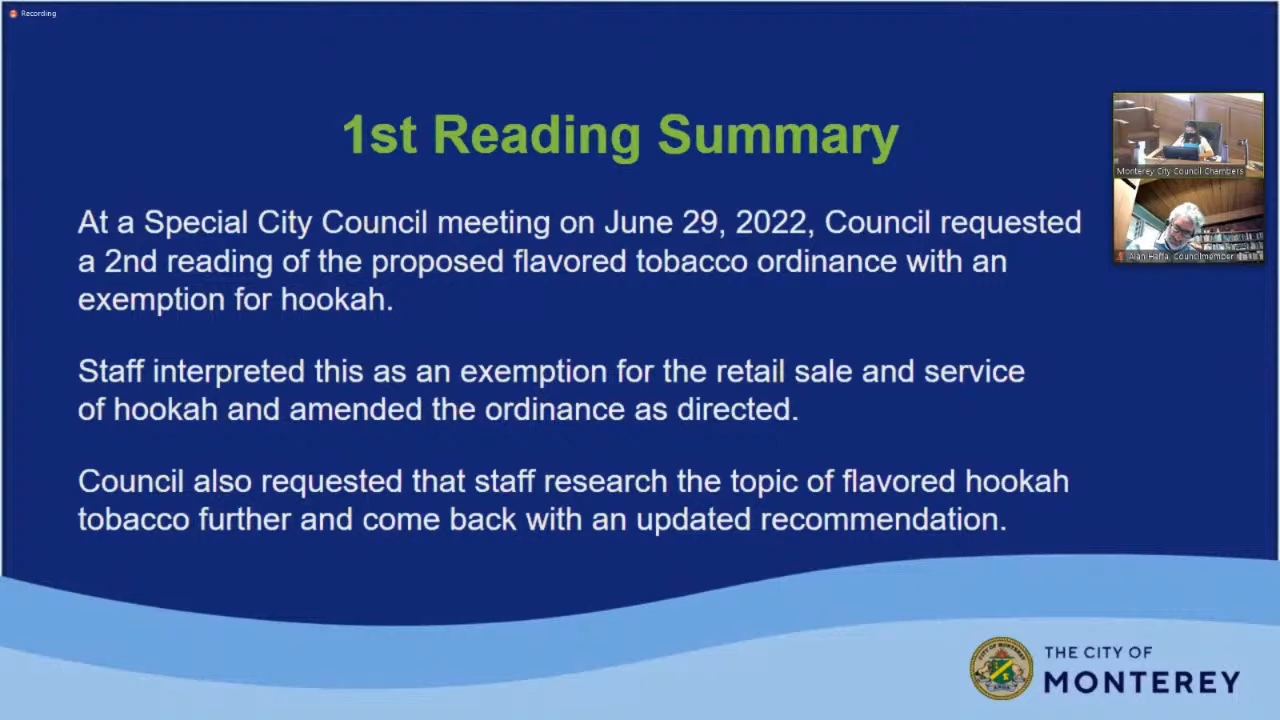 Recording
1st Reading Summary
At a Special City Council meeting on June 29, 2022, Council requested
a 2nd reading of the proposed flavored tobacco ordinance with an
exemption for hookah.
Staff interpreted this as an exemption for the retail sale and service
of hookah and amended the ordinance as directed.
Council also requested that staff research the topic of flavored hookah
tobacco further and come back with an updated recommendation.
Monterey City Council Chambers
Alan Haffa, Councilmember
THE CITY OF
MONTEREY